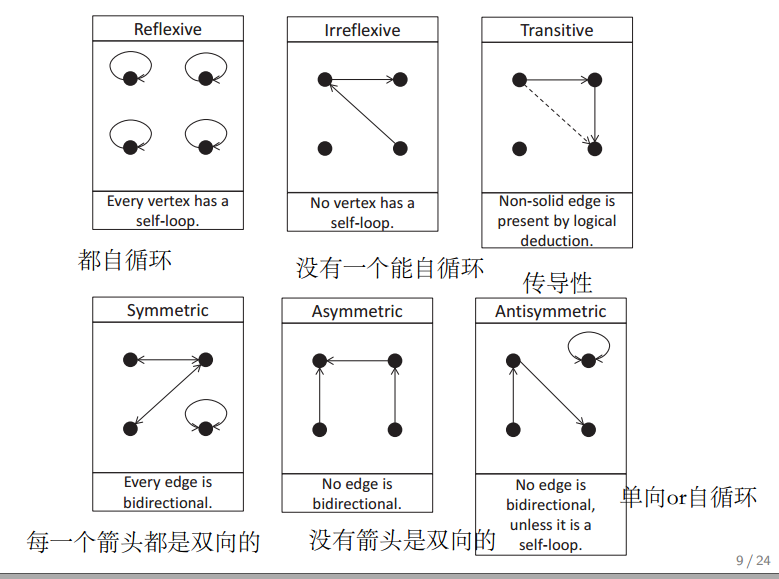 Reflexive
Irreflexive
Transitive
Every vertex has a
self-loop.
No vertex has a
self-loop.
Non-solid edge is
present by logical
deduction.
都自循环
没有一个能自循环
传导性
Symmetric
Asymmetric
Antisymmetric
Every edge is
bidirectional.
No edge is
bidirectional.
No edge is
bidirectional,
unless it is a
self-loop.
单向or自循环
每一个箭头都是双向的
没有箭头是双向的
9 / 24